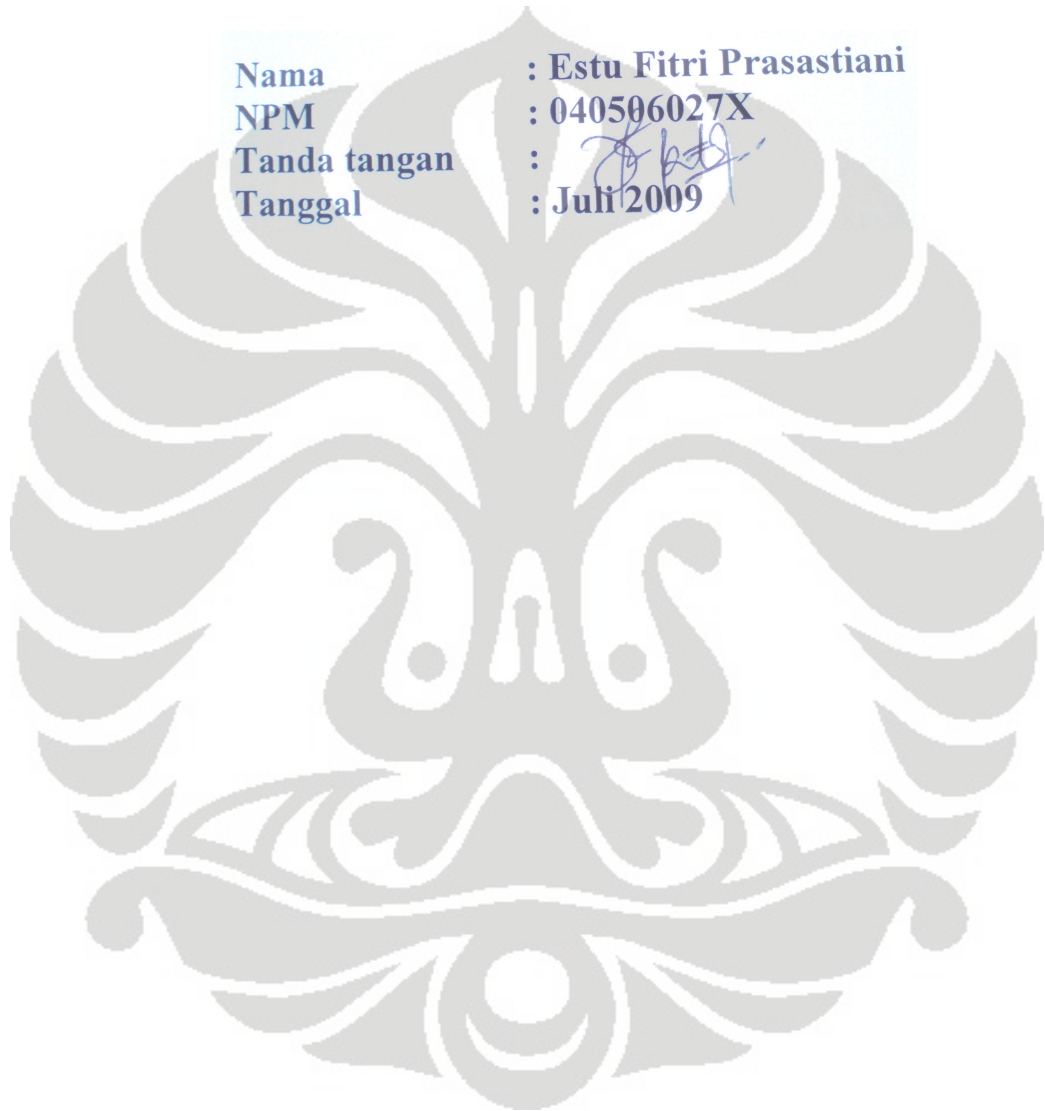 Nama : Estu Fitri Prasastiani
NPM : 040506027X
Tanda tangan :
Tanggal : Juli 2009